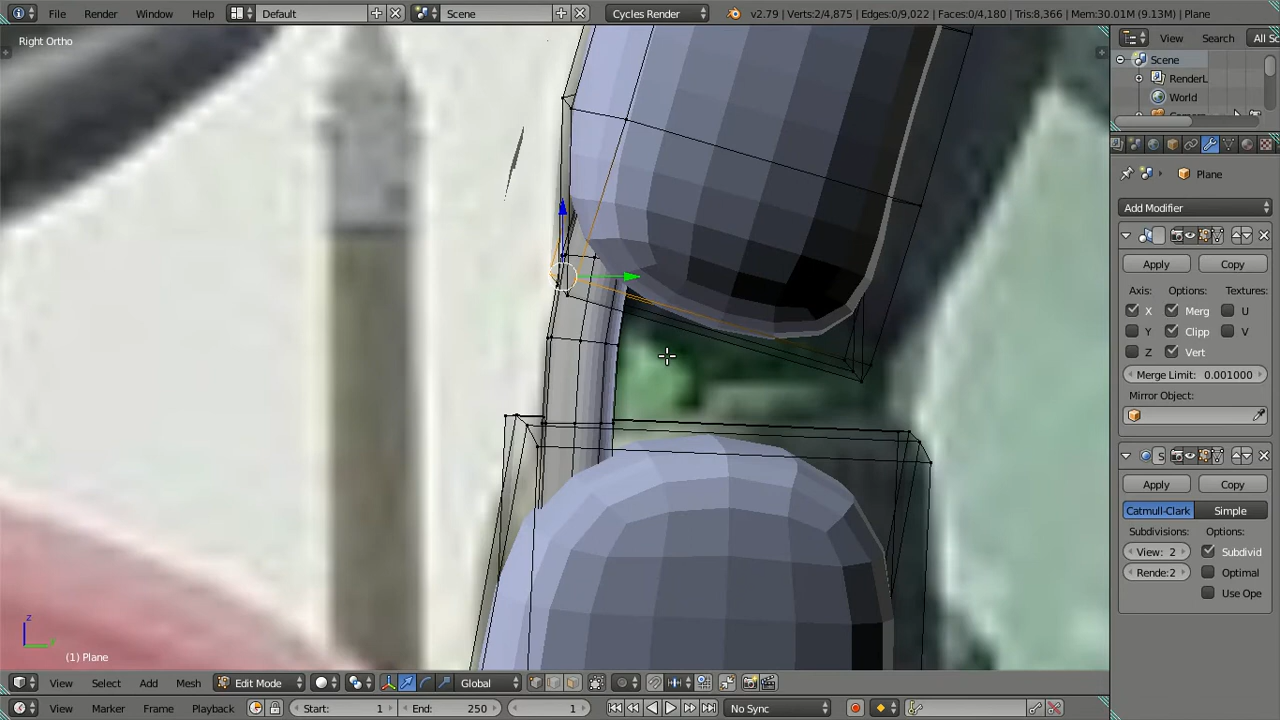 File Render Window Help Default Scene Cycles Render v2.79 | Verts:2/4,875 | Edges:0/9,022 | Faces:0/4,180 | Tris:8,366 | Mem:30.01M (9.13M) | Plane
Right Ortho
View Search All Sc
Scene
RenderL
World
Plane
Add Modifier
Apply Copy
Axis: Options: Textures:
X Merg U
Y Clipp V
Z Vert
Merge Limit: 0.001000
Mirror Object:
S
Apply Copy
Catmull-Clark Simple
Subdivisions: Options:
View: 2 Subdivid
Rende:2 Optimal
Use Ope
z
(1) Plane
View Select Add Mesh Edit Mode Global
View Marker Frame Playback Start: 1 End: 250 1 No Sync